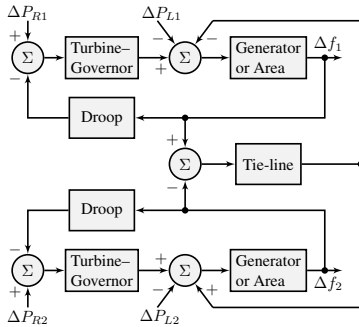 ΔP_{R1} ΔP_{L1}
+ − −
Σ Turbine–Governor + Σ Generator or Area Δf_1
−
Droop
+
Σ Tie-line
−
Droop
−
Σ Turbine–Governor + Σ Generator or Area Δf_2
+ − +
ΔP_{R2} ΔP_{L2}